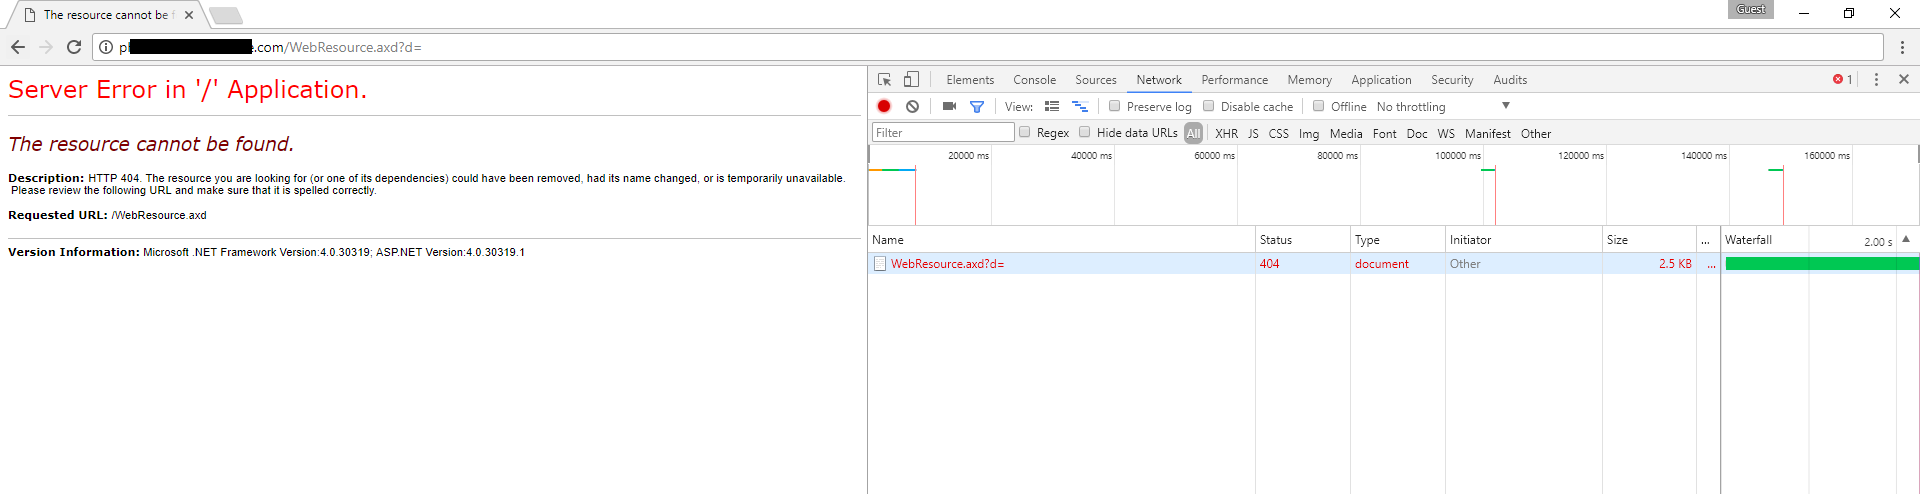 The resource cannot be f
Guest
.com/WebResource.axd?d=
Server Error in '/' Application.
The resource cannot be found.
Description: HTTP 404. The resource you are looking for (or one of its dependencies) could have been removed, had its name changed, or is temporarily unavailable.
Please review the following URL and make sure that it is spelled correctly.
Requested URL: /WebResource.axd
Version Information: Microsoft .NET Framework Version:4.0.30319; ASP.NET Version:4.0.30319.1
Elements Console Sources Network Performance Memory Application Security Audits 1
View: Preserve log Disable cache Offline No throttling
Filter Regex Hide data URLs All XHR JS CSS Img Media Font Doc WS Manifest Other
20000 ms 40000 ms 60000 ms 80000 ms 100000 ms 120000 ms 140000 ms 160000 ms
Name Status Type Initiator Size ... Waterfall 2.00 s
WebResource.axd?d= 404 document Other 2.5 KB ...